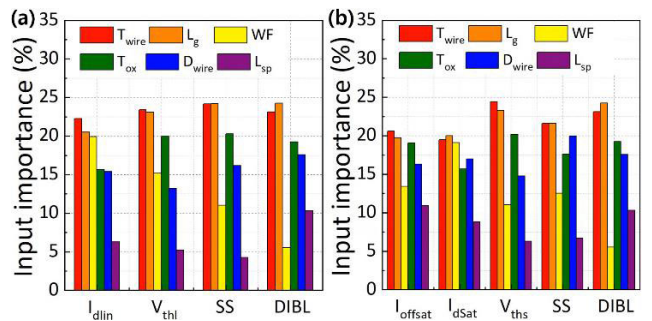 (a)
Input importance (%)
35
30
25
20
15
10
5
0
T_wire L_g WF
T_ox D_wire L_sp
I_dlin V_thl SS DIBL
(b)
Input importance (%)
35
30
25
20
15
10
5
0
T_wire L_g WF
T_ox D_wire L_sp
I_offsat I_dSat V_ths SS DIBL